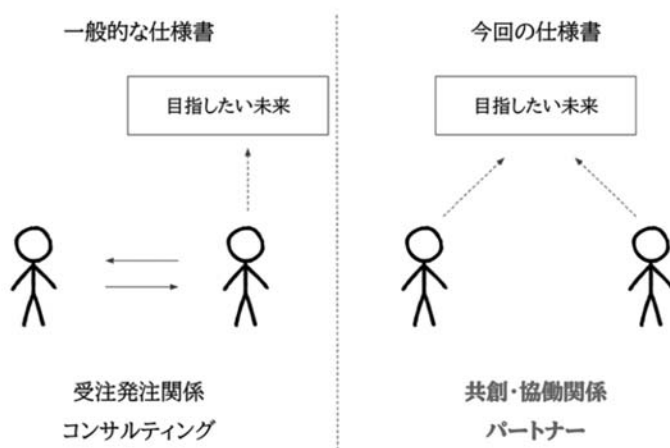 一般的な仕様書
目指したい未来
受注発注関係
コンサルティング
今回の仕様書
目指したい未来
共創・協働関係
パートナー